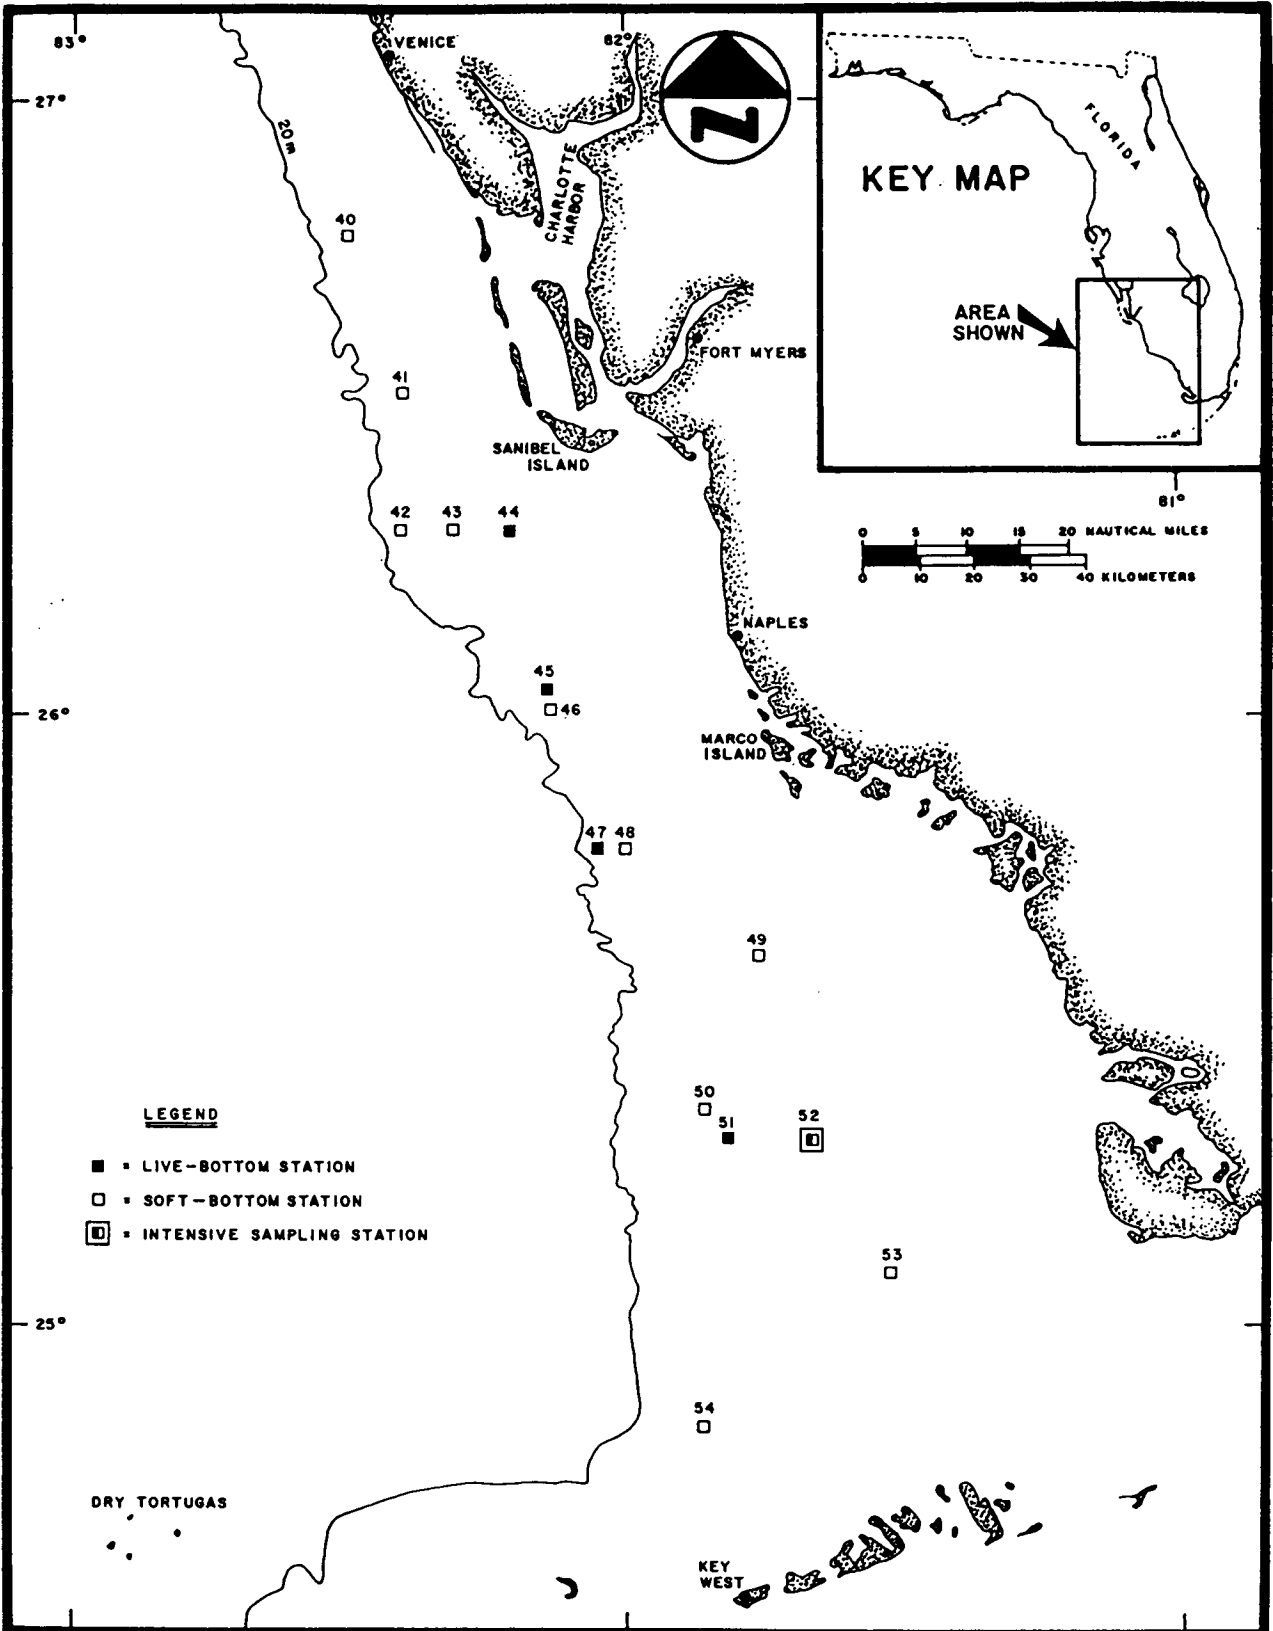 83°
82°
VENICE
27°
N
20m
CHARLOTTE
HARBOR
FLORIDA
KEY MAP
AREA
SHOWN
40
FORT MYERS
41
SANIBEL
ISLAND
81°
42 43 44
0 5 10 15 20 NAUTICAL MILES
0 10 20 30 40 KILOMETERS
NAPLES
45
46
26°
MARCO
ISLAND
47 48
49
50
51
52
LEGEND
■ = LIVE-BOTTOM STATION
□ = SOFT-BOTTOM STATION
= INTENSIVE SAMPLING STATION
53
25°
54
DRY TORTUGAS
KEY
WEST